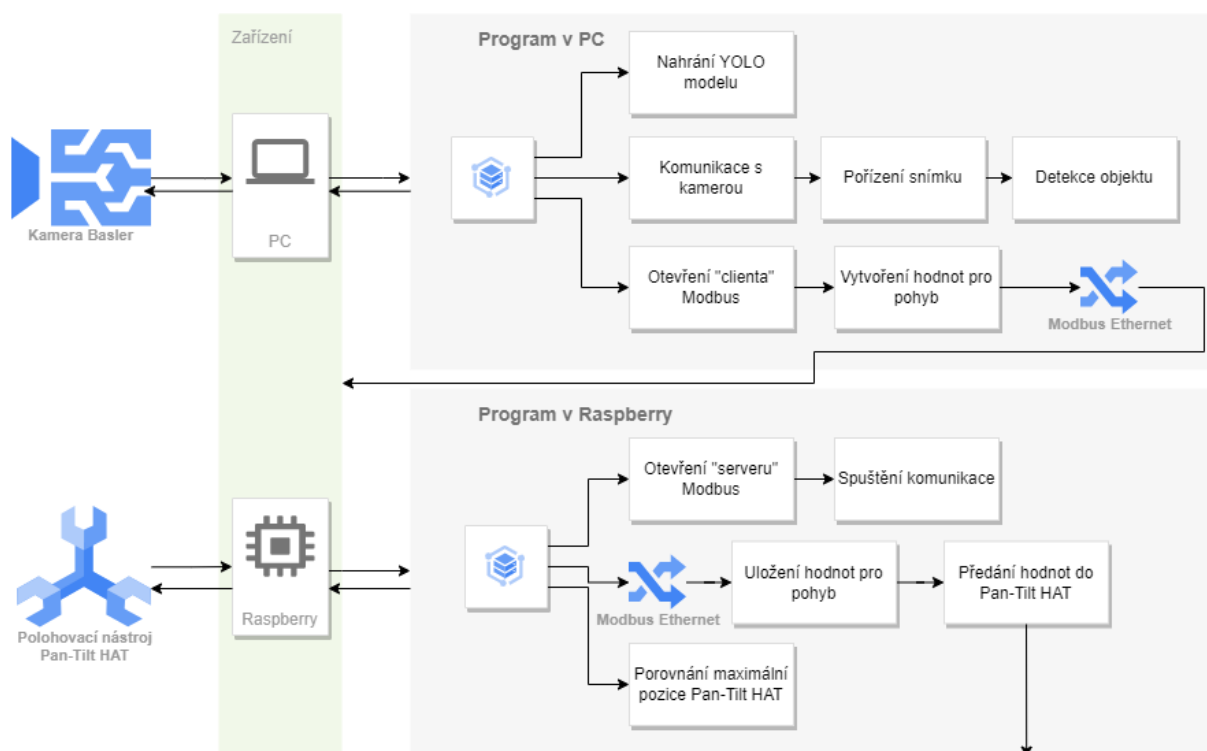 Zařízení
Program v PC
Nahrání YOLO
modelu
Komunikace s
kamerou
Pořízení snímku
Detekce objektu
Kamera Basler
PC
Otevření "clienta"
Modbus
Vytvoření hodnot pro
pohyb
Modbus Ethernet
Program v Raspberry
Otevření "serveru"
Modbus
Spuštění komunikace
Uložení hodnot pro
pohyb
Předání hodnot do
Pan-Tilt HAT
Modbus Ethernet
Raspberry
Polohovací nástroj
Pan-Tilt HAT
Porovnání maximální
pozice Pan-Tilt HAT